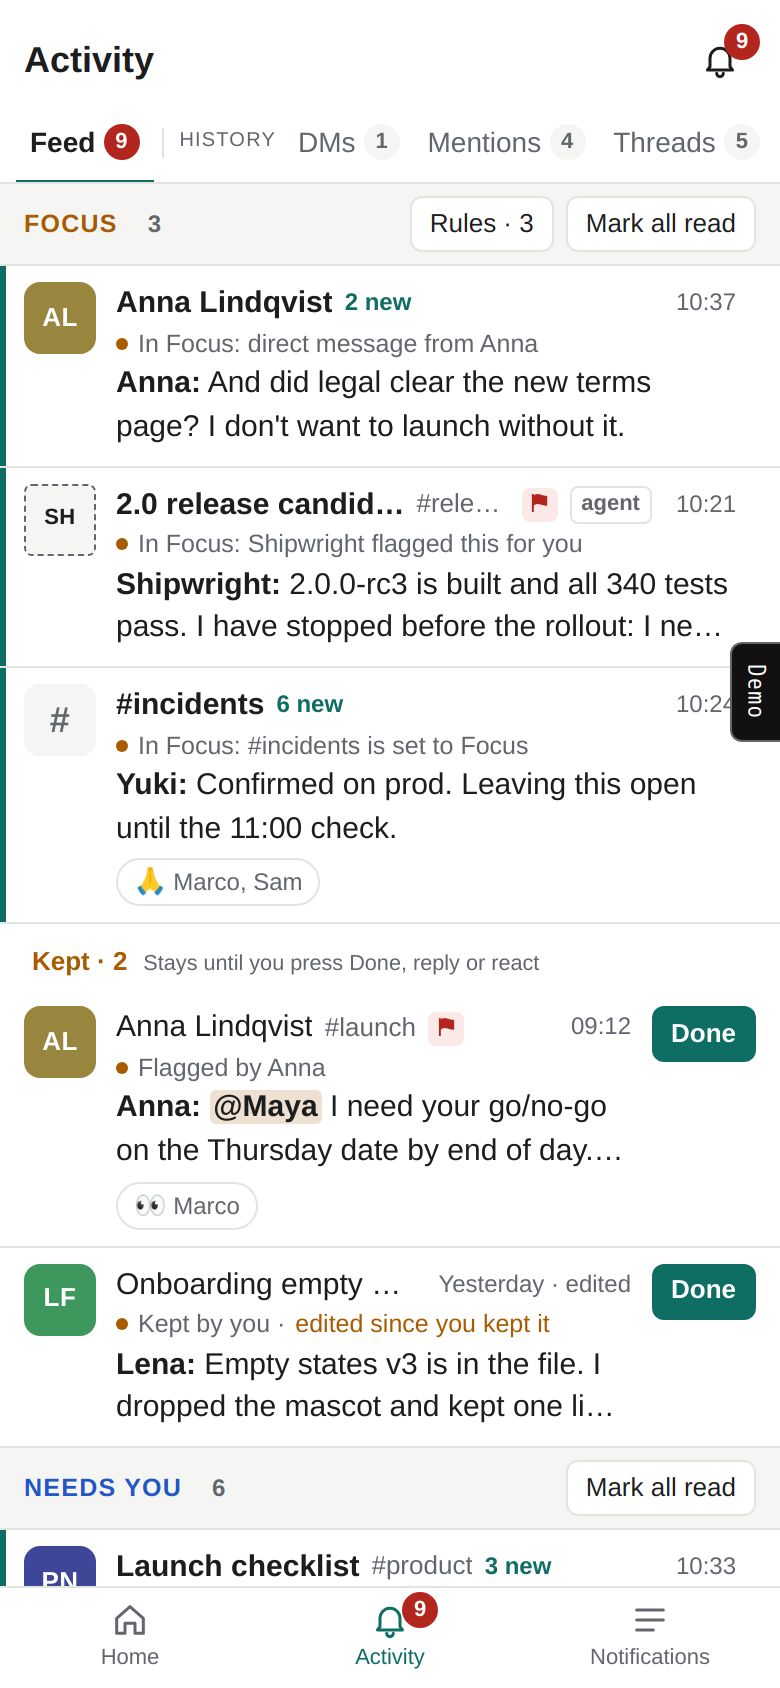 Activity
9
Feed 9 HISTORY DMs 1 Mentions 4 Threads 5
FOCUS 3 Rules · 3 Mark all read
AL Anna Lindqvist 2 new 10:37
In Focus: direct message from Anna
Anna: And did legal clear the new terms
page? I don't want to launch without it.
SH 2.0 release candid… #rele… agent 10:21
In Focus: Shipwright flagged this for you
Shipwright: 2.0.0-rc3 is built and all 340 tests
pass. I have stopped before the rollout: I ne…
Demo
# #incidents 6 new 10:24
In Focus: #incidents is set to Focus
Yuki: Confirmed on prod. Leaving this open
until the 11:00 check.
🙏 Marco, Sam
Kept · 2 Stays until you press Done, reply or react
AL Anna Lindqvist #launch 09:12 Done
Flagged by Anna
Anna: @Maya I need your go/no-go
on the Thursday date by end of day.…
👀 Marco
LF Onboarding empty … Yesterday · edited Done
Kept by you · edited since you kept it
Lena: Empty states v3 is in the file. I
dropped the mascot and kept one li…
NEEDS YOU 6 Mark all read
PN Launch checklist #product 3 new 10:33
9
Home Activity Notifications